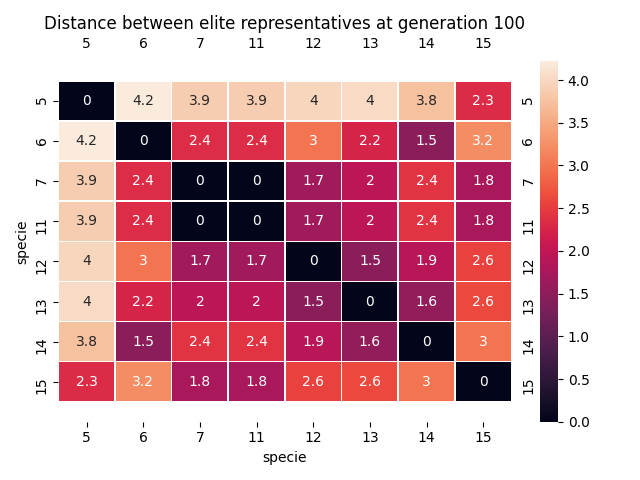 Distance between elite representatives at generation 100
5 6 7 11 12 13 14 15
5 0 4.2 3.9 3.9 4 4 3.8 2.3 5
6 4.2 0 2.4 2.4 3 2.2 1.5 3.2 6
7 3.9 2.4 0 0 1.7 2 2.4 1.8 7
11 3.9 2.4 0 0 1.7 2 2.4 1.8 11
12 4 3 1.7 1.7 0 1.5 1.9 2.6 12
13 4 2.2 2 2 1.5 0 1.6 2.6 13
14 3.8 1.5 2.4 2.4 1.9 1.6 0 3 14
15 2.3 3.2 1.8 1.8 2.6 2.6 3 0 15
5 6 7 11 12 13 14 15
specie
specie
4.0
3.5
3.0
2.5
2.0
1.5
1.0
0.5
0.0